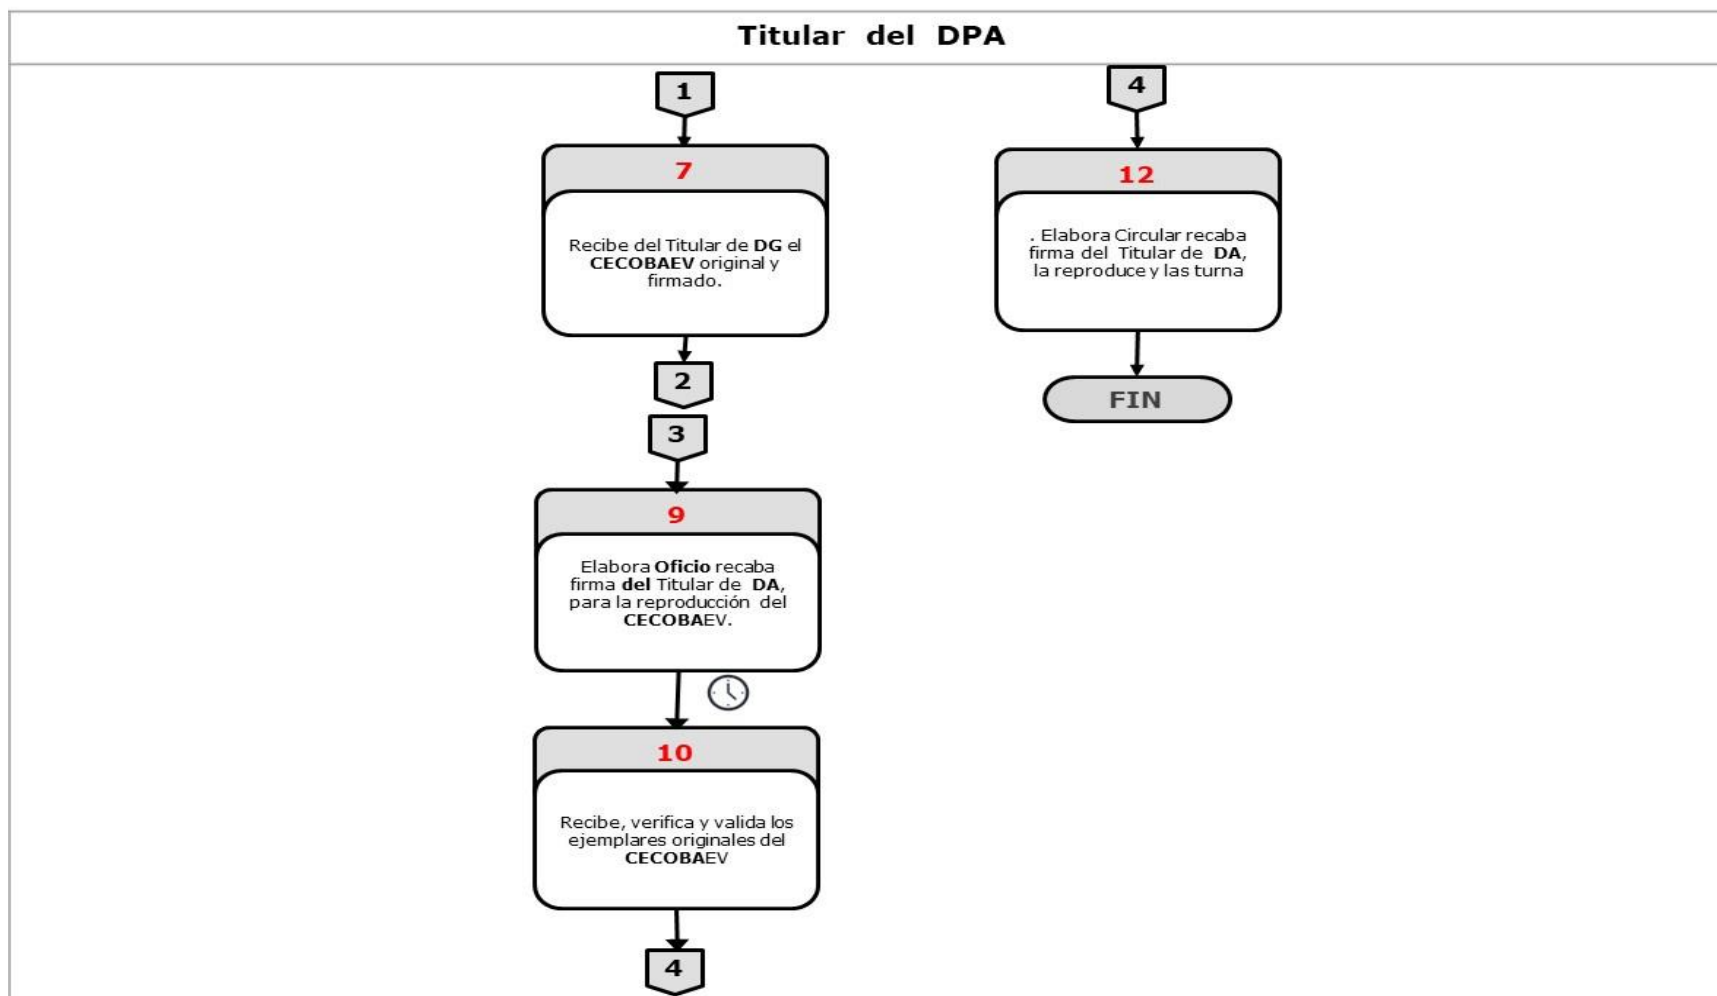 Titular del DPA
1
7
Recibe del Titular de DG el
CECOBAEV original y
firmado.
2
3
9
Elabora Oficio recaba
firma del Titular de DA,
para la reproducción del
CECOBAEV.
10
Recibe, verifica y valida los
ejemplares originales del
CECOBAEV
4
4
12
. Elabora Circular recaba
firma del Titular de DA,
la reproduce y las turna
FIN